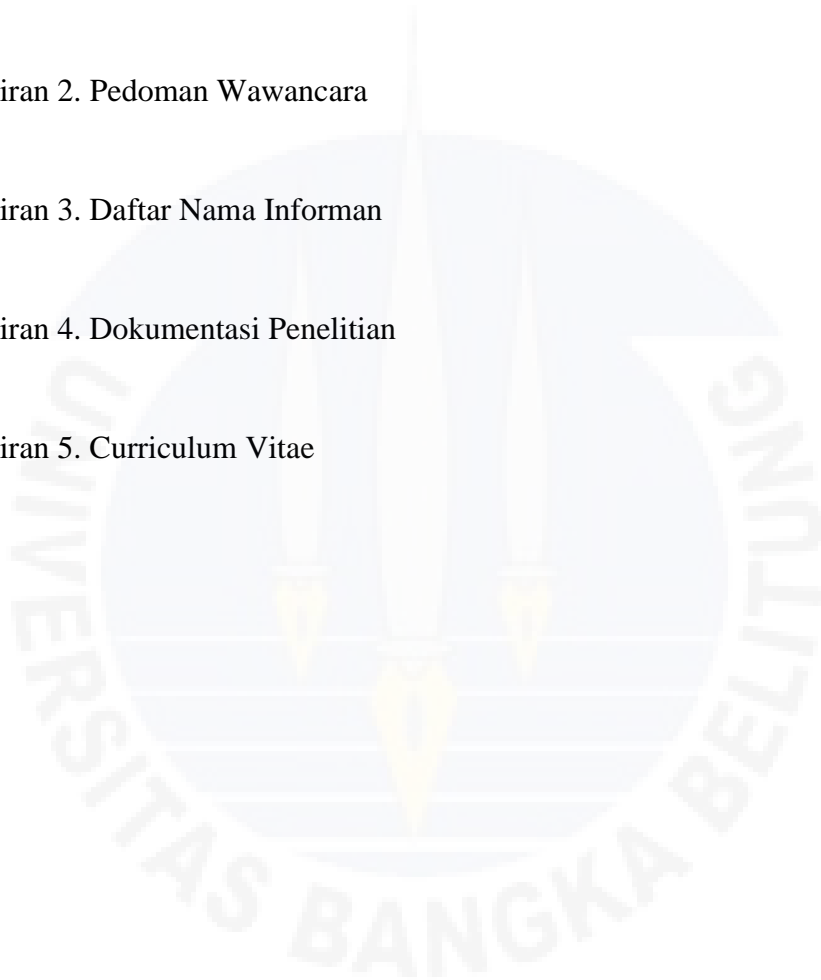 iran 2. Pedoman Wawancara
iran 3. Daftar Nama Informan
iran 4. Dokumentasi Penelitian
iran 5. Curriculum Vitae
UNIVERSITAS BANGKA BELITUNG